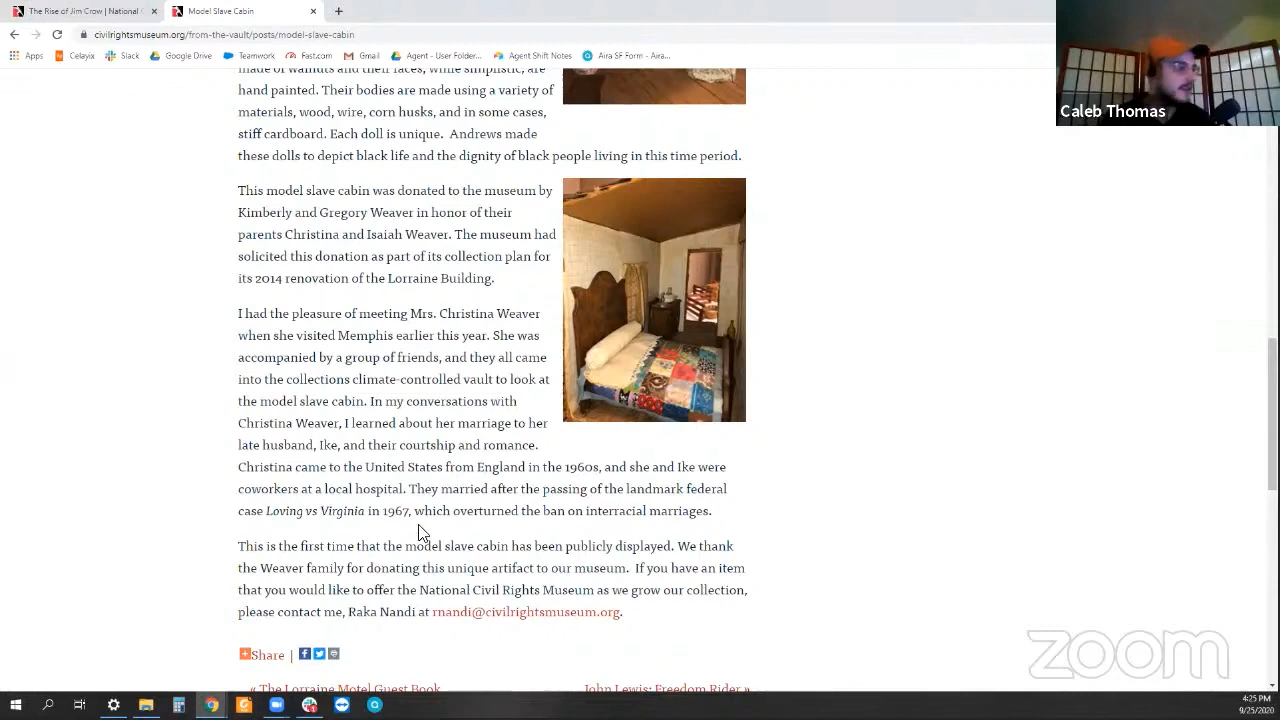 The Rise of Jim Crow | National C
Model Slave Cabin
civilrightsmuseum.org/from-the-vault/posts/model-slave-cabin
Apps
Celayix
Slack
Google Drive
Teamwork
Fast.com
Gmail
Agent - User Folder...
Agent Shift Notes
Aira SF Form - Aira...
Caleb Thomas
made of walnuts and their faces, while simplistic, are
hand painted. Their bodies are made using a variety of
materials, wood, wire, corn husks, and in some cases,
stiff cardboard. Each doll is unique.  Andrews made
these dolls to depict black life and the dignity of black people living in this time period.
This model slave cabin was donated to the museum by
Kimberly and Gregory Weaver in honor of their
parents Christina and Isaiah Weaver. The museum had
solicited this donation as part of its collection plan for
its 2014 renovation of the Lorraine Building.
I had the pleasure of meeting Mrs. Christina Weaver
when she visited Memphis earlier this year. She was
accompanied by a group of friends, and they all came
into the collections climate-controlled vault to look at
the model slave cabin. In my conversations with
Christina Weaver, I learned about her marriage to her
late husband, Ike, and their courtship and romance.
Christina came to the United States from England in the 1960s, and she and Ike were
coworkers at a local hospital. They married after the passing of the landmark federal
case Loving vs Virginia in 1967, which overturned the ban on interracial marriages.
This is the first time that the model slave cabin has been publicly displayed. We thank
the Weaver family for donating this unique artifact to our museum.  If you have an item
that you would like to offer the National Civil Rights Museum as we grow our collection,
please contact me, Raka Nandi at rnandi@civilrightsmuseum.org.
Share |
« The Lorraine Motel Guest Book
John Lewis: Freedom Rider »
zoom
4:25 PM
9/25/2020